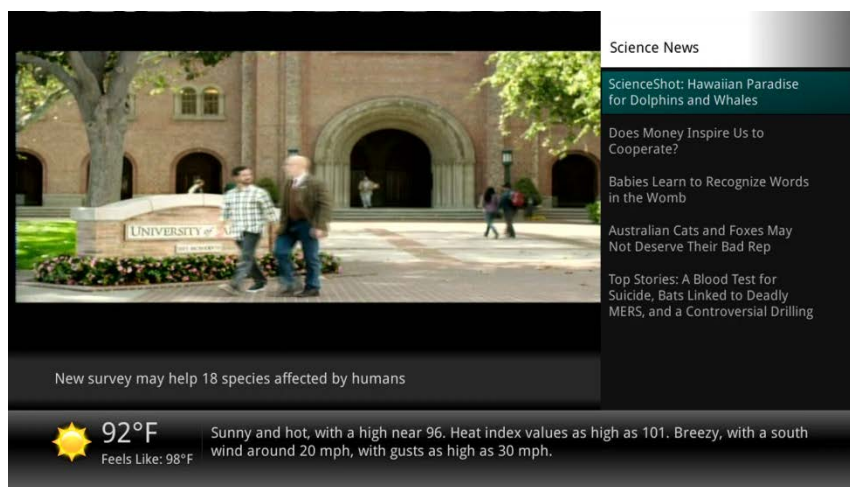 UNIVERSITY of
Science News
ScienceShot: Hawaiian Paradise
for Dolphins and Whales
Does Money Inspire Us to
Cooperate?
Babies Learn to Recognize Words
in the Womb
Australian Cats and Foxes May
Not Deserve Their Bad Rep
Top Stories: A Blood Test for
Suicide, Bats Linked to Deadly
MERS, and a Controversial Drilling
New survey may help 18 species affected by humans
92°F
Feels Like: 98°F
Sunny and hot, with a high near 96. Heat index values as high as 101. Breezy, with a south
wind around 20 mph, with gusts as high as 30 mph.